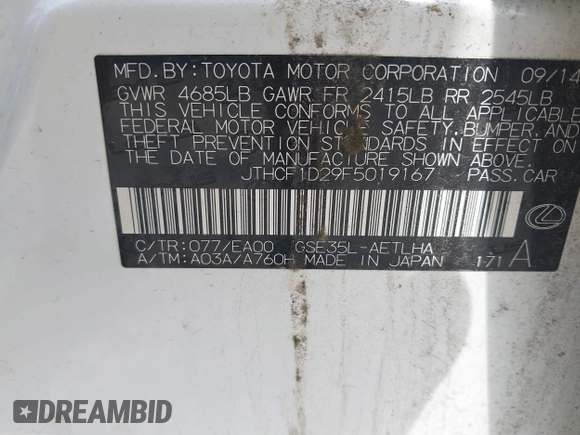 MFD. BY: TOYOTA MOTOR CORPORATION 09/14
GVWR 4685LB GAWR FR 2415LB RR 2545LB
THIS VEHICLE CONFORMS TO ALL APPLICABLE
FEDERAL MOTOR VEHICLE SAFETY, BUMPER, AND
THEFT PREVENTION STANDARDS IN EFFECT ON
THE DATE OF MANUFACTURE SHOWN ABOVE.
JTHCF1D29F5019167 PASS. CAR
C/TR: 077/EA00 GSE35L-AETLHA
A/TM: A03A/A760H MADE IN JAPAN 171 A
DREAMBID